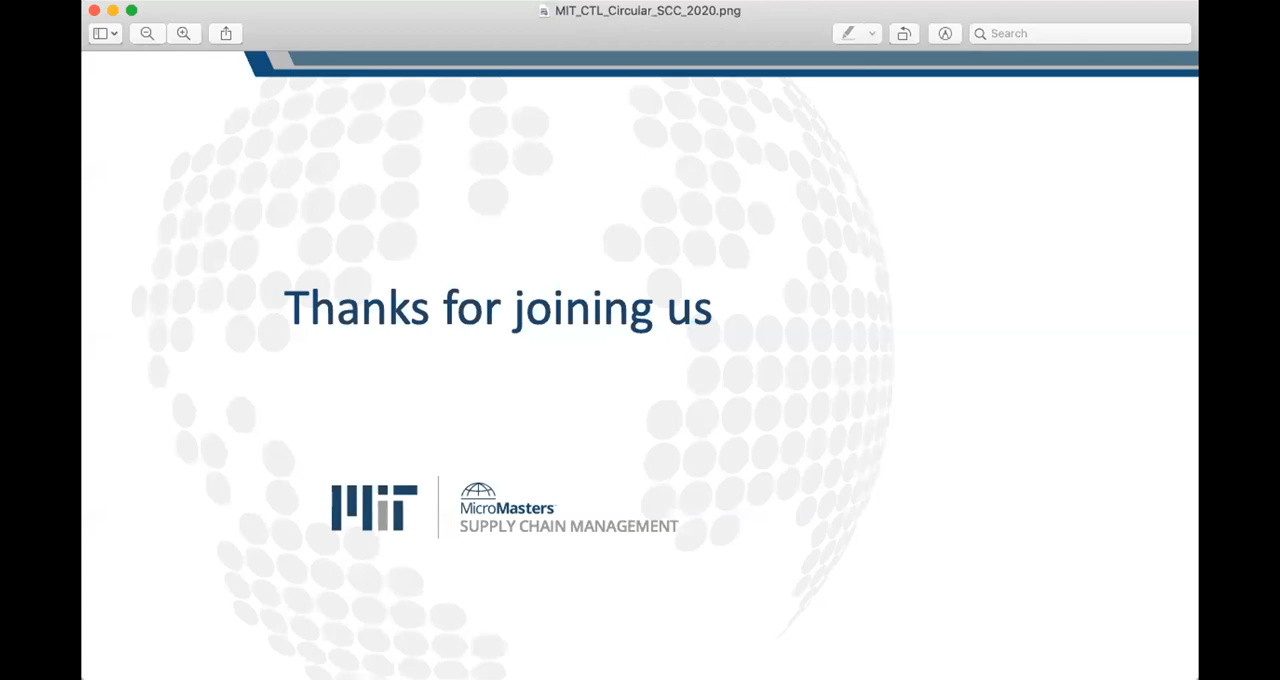 MIT_CTL_Circular_SCC_2020.png
Search
Thanks for joining us
MIT
MicroMasters
SUPPLY CHAIN MANAGEMENT